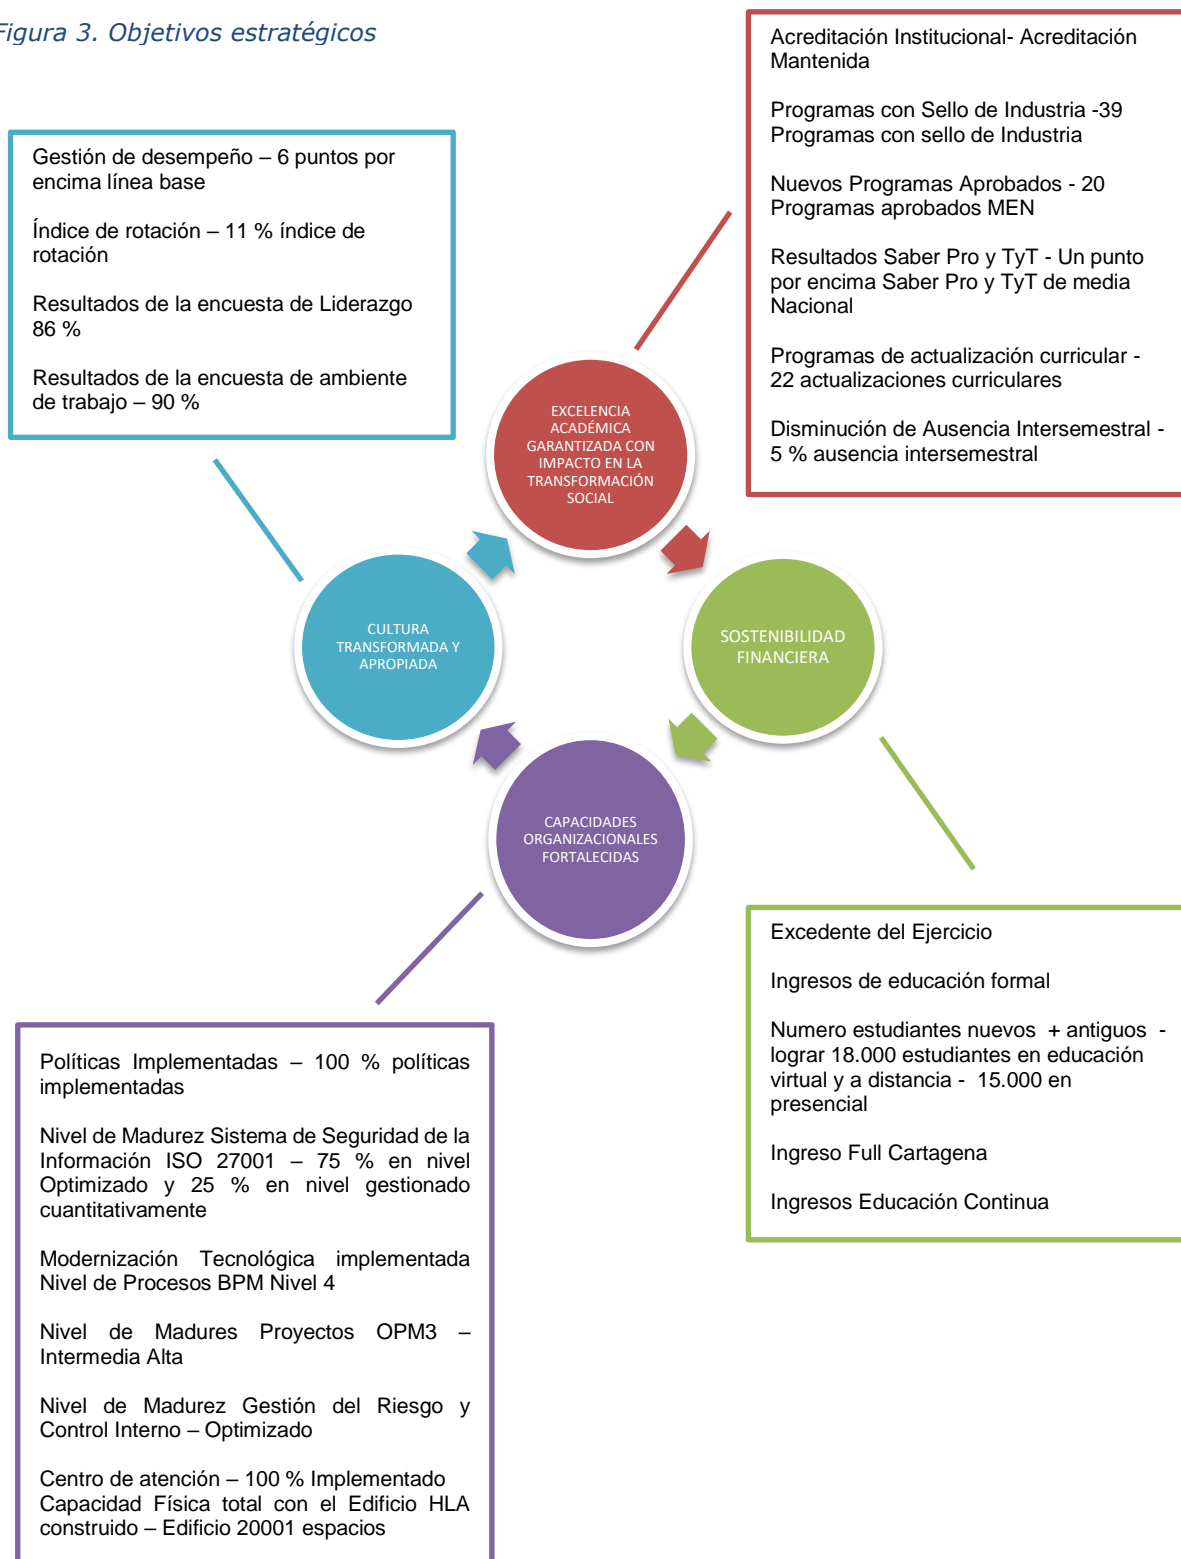 Figura 3. Objetivos estratégicos
Acreditación Institucional- Acreditación
Mantenida
Programas con Sello de Industria -39
Programas con sello de Industria
Nuevos Programas Aprobados - 20
Programas aprobados MEN
Resultados Saber Pro y TyT - Un punto
por encima Saber Pro y TyT de media
Nacional
Programas de actualización curricular -
22 actualizaciones curriculares
Disminución de Ausencia Intersemestral -
5 % ausencia intersemestral
Gestión de desempeño – 6 puntos por
encima línea base
Índice de rotación – 11 % índice de
rotación
Resultados de la encuesta de Liderazgo
86 %
Resultados de la encuesta de ambiente
de trabajo – 90 %
EXCELENCIA
ACADÉMICA
GARANTIZADA CON
IMPACTO EN LA
TRANSFORMACIÓN
SOCIAL
CULTURA
TRANSFORMADA Y
APROPIADA
SOSTENIBILIDAD
FINANCIERA
CAPACIDADES
ORGANIZACIONALES
FORTALECIDAS
Excedente del Ejercicio
Ingresos de educación formal
Numero estudiantes nuevos + antiguos -
lograr 18.000 estudiantes en educación
virtual y a distancia - 15.000 en
presencial
Ingreso Full Cartagena
Ingresos Educación Continua
Políticas Implementadas – 100 % políticas
implementadas
Nivel de Madurez Sistema de Seguridad de la
Información ISO 27001 – 75 % en nivel
Optimizado y 25 % en nivel gestionado
cuantitativamente
Modernización Tecnológica implementada
Nivel de Procesos BPM Nivel 4
Nivel de Madures Proyectos OPM3 –
Intermedia Alta
Nivel de Madurez Gestión del Riesgo y
Control Interno – Optimizado
Centro de atención – 100 % Implementado
Capacidad Física total con el Edificio HLA
construido – Edificio 20001 espacios